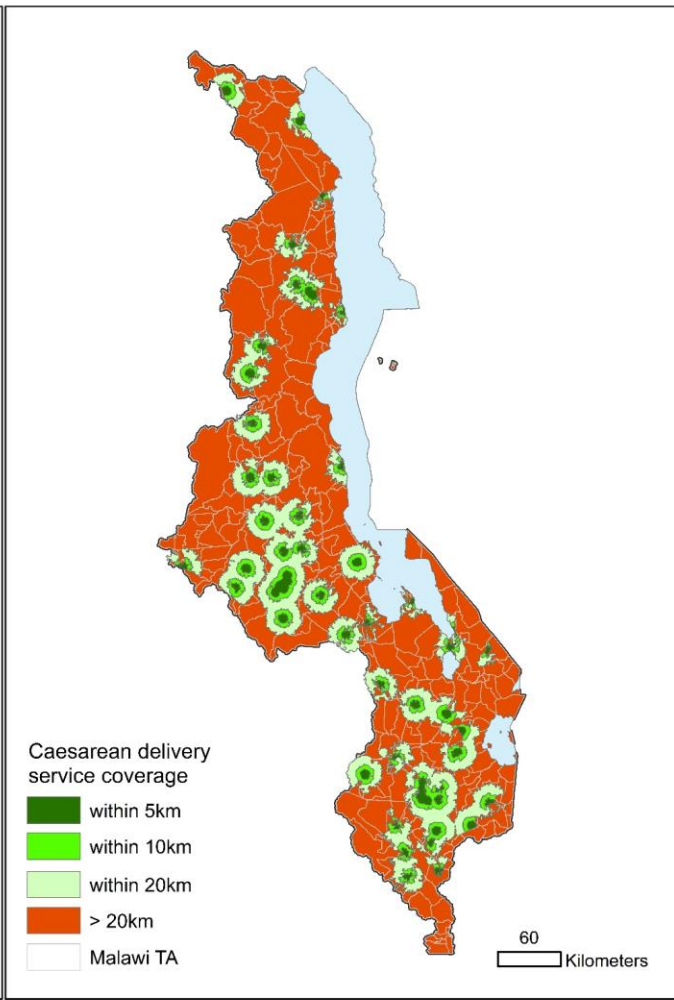 Caesarean delivery
service coverage
within 5km
within 10km
within 20km
> 20km
Malawi TA
60
Kilometers